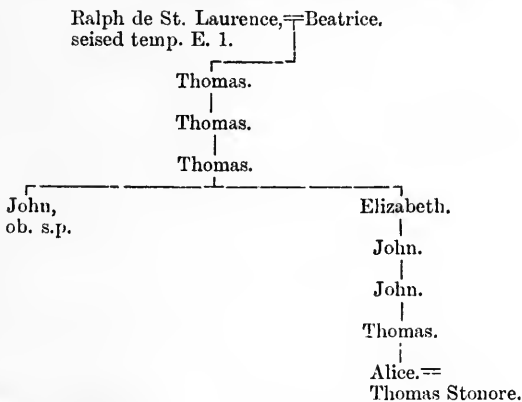 Ralph de St. Laurence,=Beatrice.
seised temp. E. 1.
Thomas.
Thomas.
Thomas.
John,
ob. s.p.
Elizabeth.
John.
John.
Thomas.
Alice.=
Thomas Stonore.